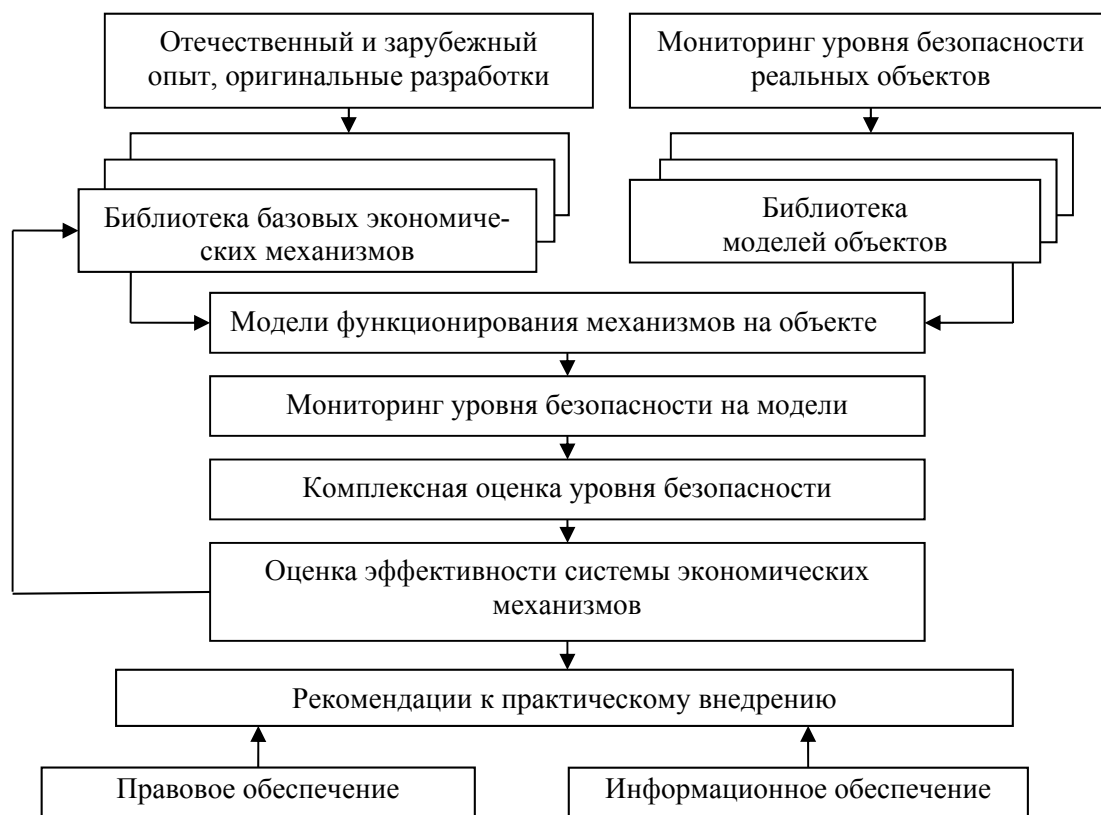 Отечественный и зарубежный
опыт, оригинальные разработки
Мониторинг уровня безопасности
реальных объектов
Библиотека базовых экономиче-
ских механизмов
Библиотека
моделей объектов
Модели функционирования механизмов на объекте
Мониторинг уровня безопасности на модели
Комплексная оценка уровня безопасности
Оценка эффективности системы экономических
механизмов
Рекомендации к практическому внедрению
Правовое обеспечение
Информационное обеспечение